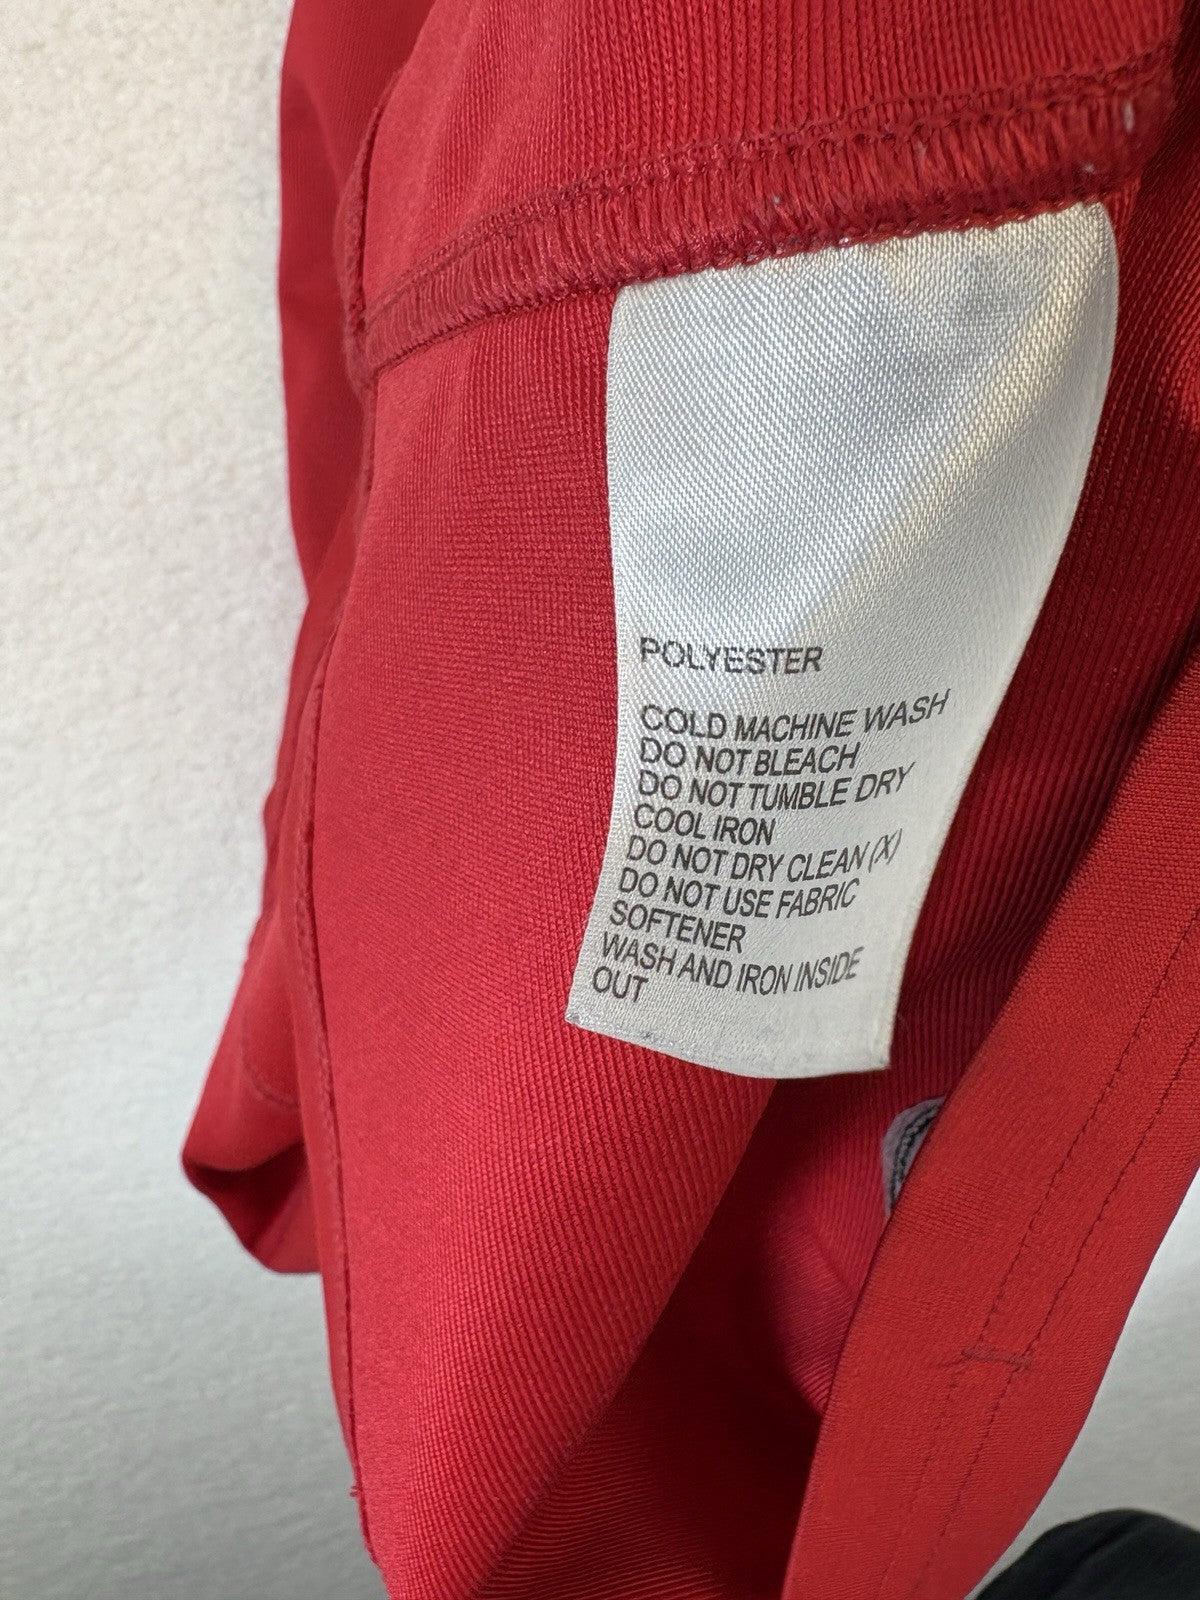 POLYESTER
COLD MACHINE WASH
DO NOT BLEACH
DO NOT TUMBLE DRY
COOL IRON
DO NOT DRY CLEAN (X)
DO NOT USE FABRIC
SOFTENER
WASH AND IRON INSIDE
OUT